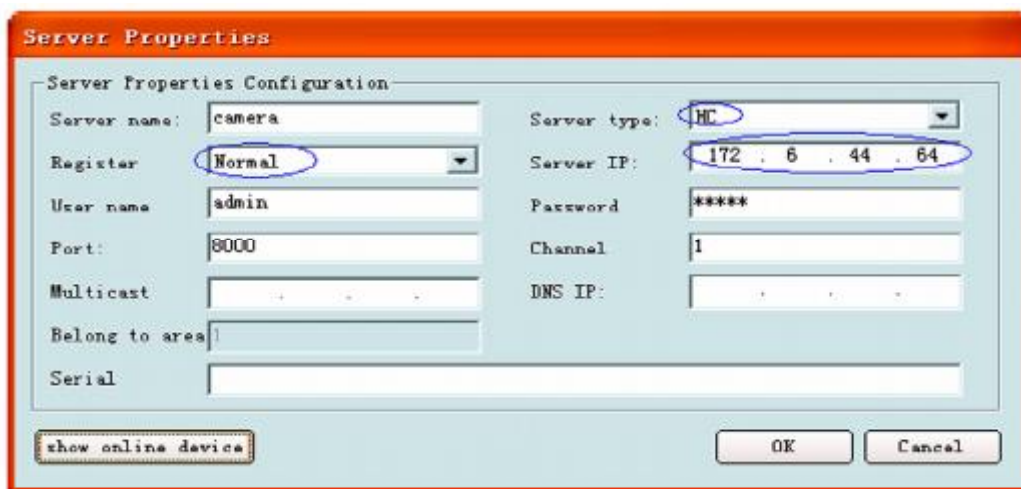 Server Properties
Server Properties Configuration
Server name: camera Server type: HC
Register Normal Server IP: 172 . 6 . 44 . 64
User name admin Password *****
Port: 8000 Channel 1
Multicast . . . DNS IP: . . .
Belong to area 1
Serial
show online device OK Cancel